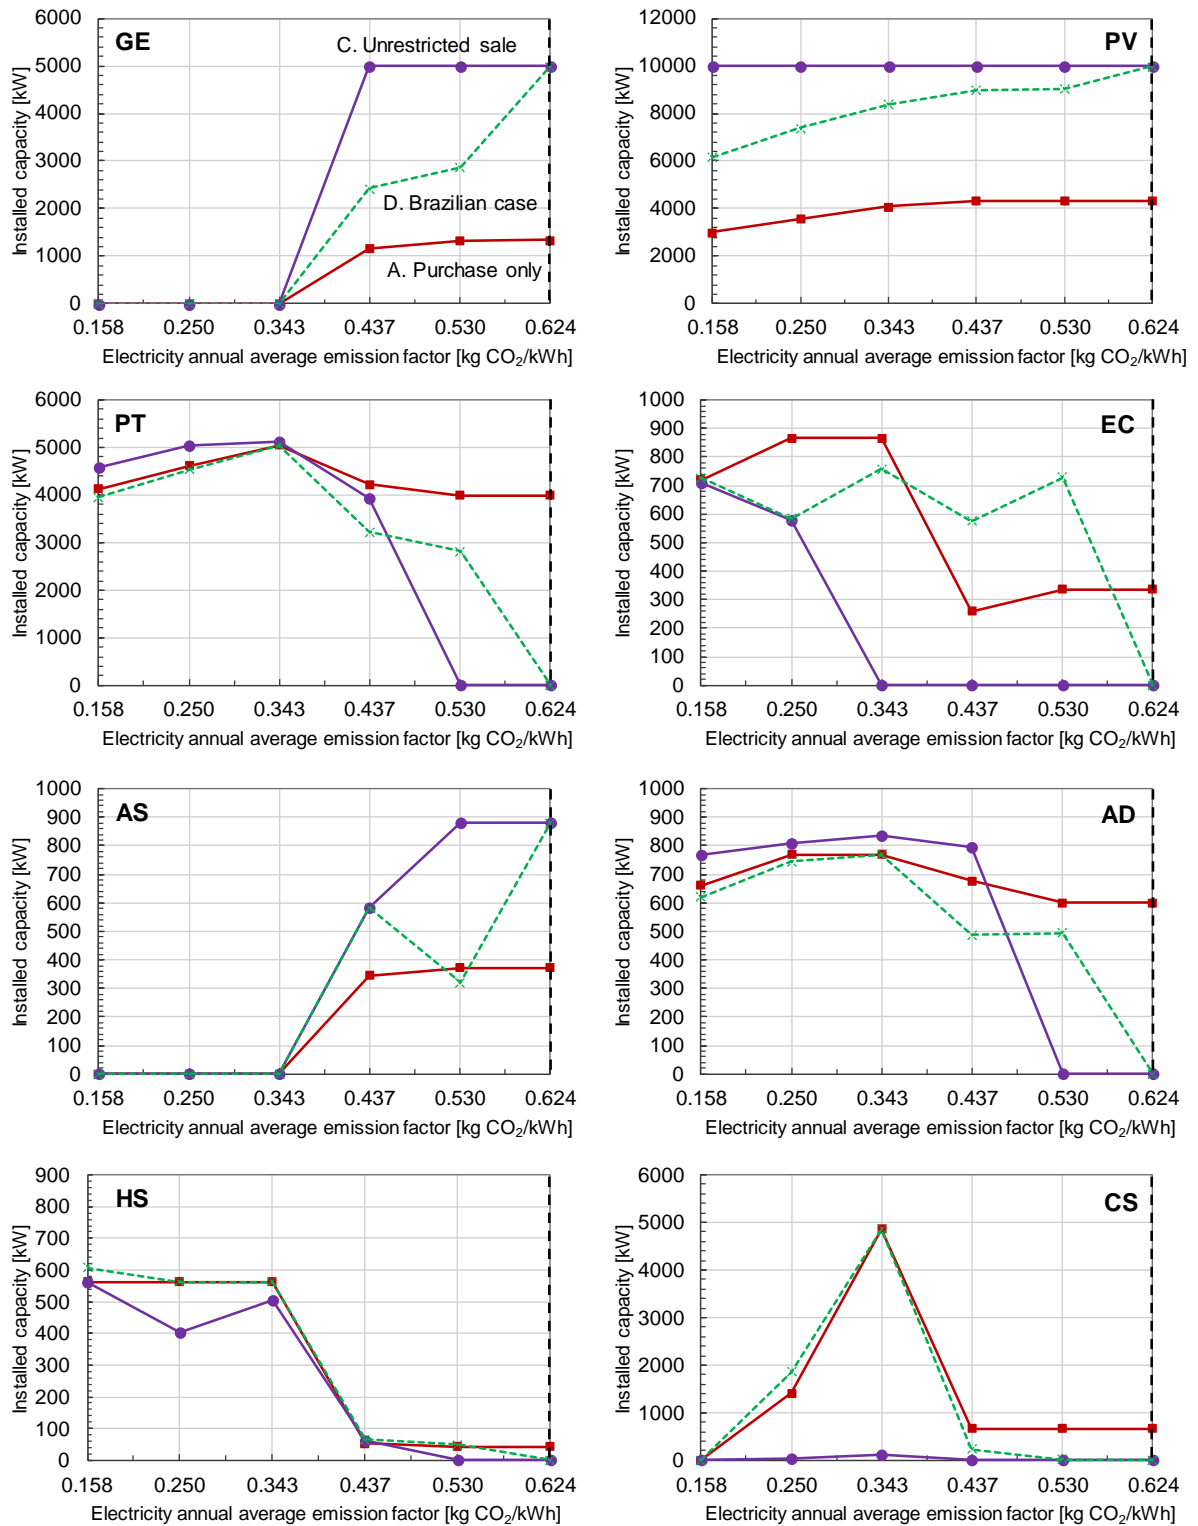 GE
C. Unrestricted sale
D. Brazilian case
A. Purchase only
Installed capacity [kW]
6000
5000
4000
3000
2000
1000
0
0.158 0.250 0.343 0.437 0.530 0.624
Electricity annual average emission factor [kg CO₂/kWh]
PV
Installed capacity [kW]
12000
10000
8000
6000
4000
2000
0
0.158 0.250 0.343 0.437 0.530 0.624
Electricity annual average emission factor [kg CO₂/kWh]
PT
Installed capacity [kW]
6000
5000
4000
3000
2000
1000
0
0.158 0.250 0.343 0.437 0.530 0.624
Electricity annual average emission factor [kg CO₂/kWh]
EC
Installed capacity [kW]
1000
900
800
700
600
500
400
300
200
100
0
0.158 0.250 0.343 0.437 0.530 0.624
Electricity annual average emission factor [kg CO₂/kWh]
AS
Installed capacity [kW]
1000
900
800
700
600
500
400
300
200
100
0
0.158 0.250 0.343 0.437 0.530 0.624
Electricity annual average emission factor [kg CO₂/kWh]
AD
Installed capacity [kW]
1000
900
800
700
600
500
400
300
200
100
0
0.158 0.250 0.343 0.437 0.530 0.624
Electricity annual average emission factor [kg CO₂/kWh]
HS
Installed capacity [kW]
900
800
700
600
500
400
300
200
100
0
0.158 0.250 0.343 0.437 0.530 0.624
Electricity annual average emission factor [kg CO₂/kWh]
CS
Installed capacity [kW]
6000
5000
4000
3000
2000
1000
0
0.158 0.250 0.343 0.437 0.530 0.624
Electricity annual average emission factor [kg CO₂/kWh]